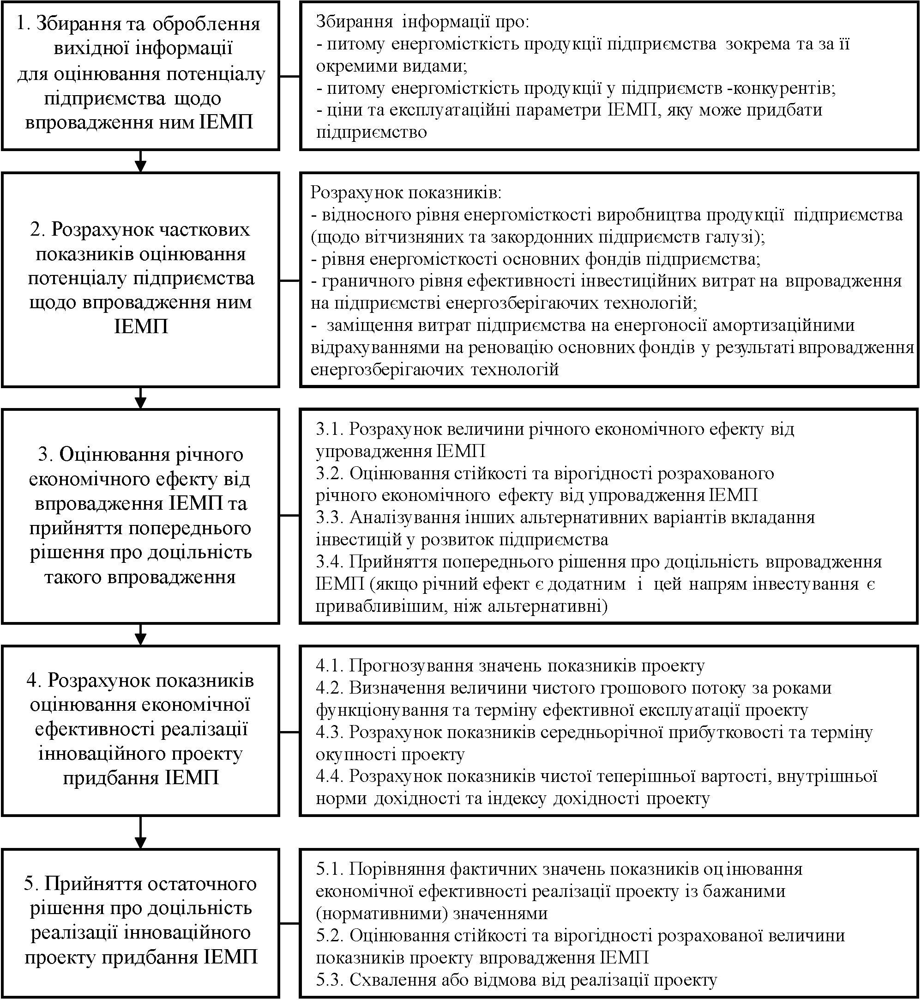 1. Збирання та оброблення
вихідної інформації
для оцінювання потенціалу
підприємства щодо
впровадження ним ІЕМП
Збирання інформації про:
- питому енергомісткість продукції підприємства зокрема та за її
окремими видами;
- питому енергомісткість продукції у підприємств -конкурентів;
- ціни та експлуатаційні параметри ІЕМП, яку може придбати
підприємство
2. Розрахунок часткових
показників оцінювання
потенціалу підприємства
щодо впровадження ним
ІЕМП
Розрахунок показників:
- відносного рівня енергомісткості виробництва продукції підприємства
(щодо вітчизняних та закордонних підприємств галузі);
- рівня енергомісткості основних фондів підприємства;
- граничного рівня ефективності інвестиційних витрат на впровадження
на підприємстві енергозберігаючих технологій;
- заміщення витрат підприємства на енергоносії амортизаційними
відрахуваннями на реновацію основних фондів у результаті впровадження
енергозберігаючих технологій
3. Оцінювання річного
економічного ефекту від
впровадження ІЕМП та
прийняття попереднього
рішення про доцільність
такого впровадження
3.1. Розрахунок величини річного економічного ефекту від
упровадження ІЕМП
3.2. Оцінювання стійкості та вірогідності розрахованого
річного економічного ефекту від упровадження ІЕМП
3.3. Аналізування інших альтернативних варіантів вкладання
інвестицій у розвиток підприємства
3.4. Прийняття попереднього рішення про доцільність впровадження
ІЕМП (якщо річний ефект є додатним і цей напрям інвестування є
привабливішим, ніж альтернативні)
4. Розрахунок показників
оцінювання економічної
ефективності реалізації
інноваційного проекту
придбання ІЕМП
4.1. Прогнозування значень показників проекту
4.2. Визначення величини чистого грошового потоку за роками
функціонування та терміну ефективної експлуатації проекту
4.3. Розрахунок показників середньорічної прибутковості та терміну
окупності проекту
4.4. Розрахунок показників чистої теперішньої вартості, внутрішньої
норми дохідності та індексу дохідності проекту
5. Прийняття остаточного
рішення про доцільність
реалізації інноваційного
проекту придбання ІЕМП
5.1. Порівняння фактичних значень показників оцінювання
економічної ефективності реалізації проекту із бажаними
(нормативними) значеннями
5.2. Оцінювання стійкості та вірогідності розрахованої величини
показників проекту впровадження ІЕМП
5.3. Схвалення або відмова від реалізації проекту